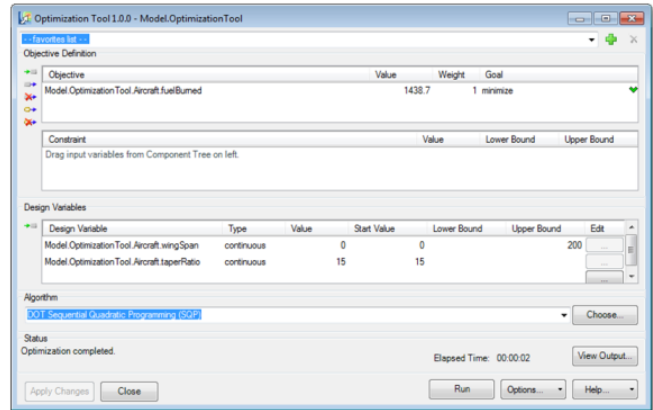 Optimization Tool 1.0.0 - Model.OptimizationTool
--favorites list --
Objective Definition
Objective Value Weight Goal
Model.OptimizationTool.Aircraft.fuelBurned 1438.7 1 minimize
Constraint Value Lower Bound Upper Bound
Drag input variables from Component Tree on left.
Design Variables
Design Variable Type Value Start Value Lower Bound Upper Bound Edit
Model.OptimizationTool.Aircraft.wingSpan continuous 0 0 200 ...
Model.OptimizationTool.Aircraft.taperRatio continuous 15 15 ...
...
Algorithm
DOT Sequential Quadratic Programming (SQP) Choose...
Status
Optimization completed. Elapsed Time: 00:00:02 View Output...
Apply Changes Close Run Options... Help...